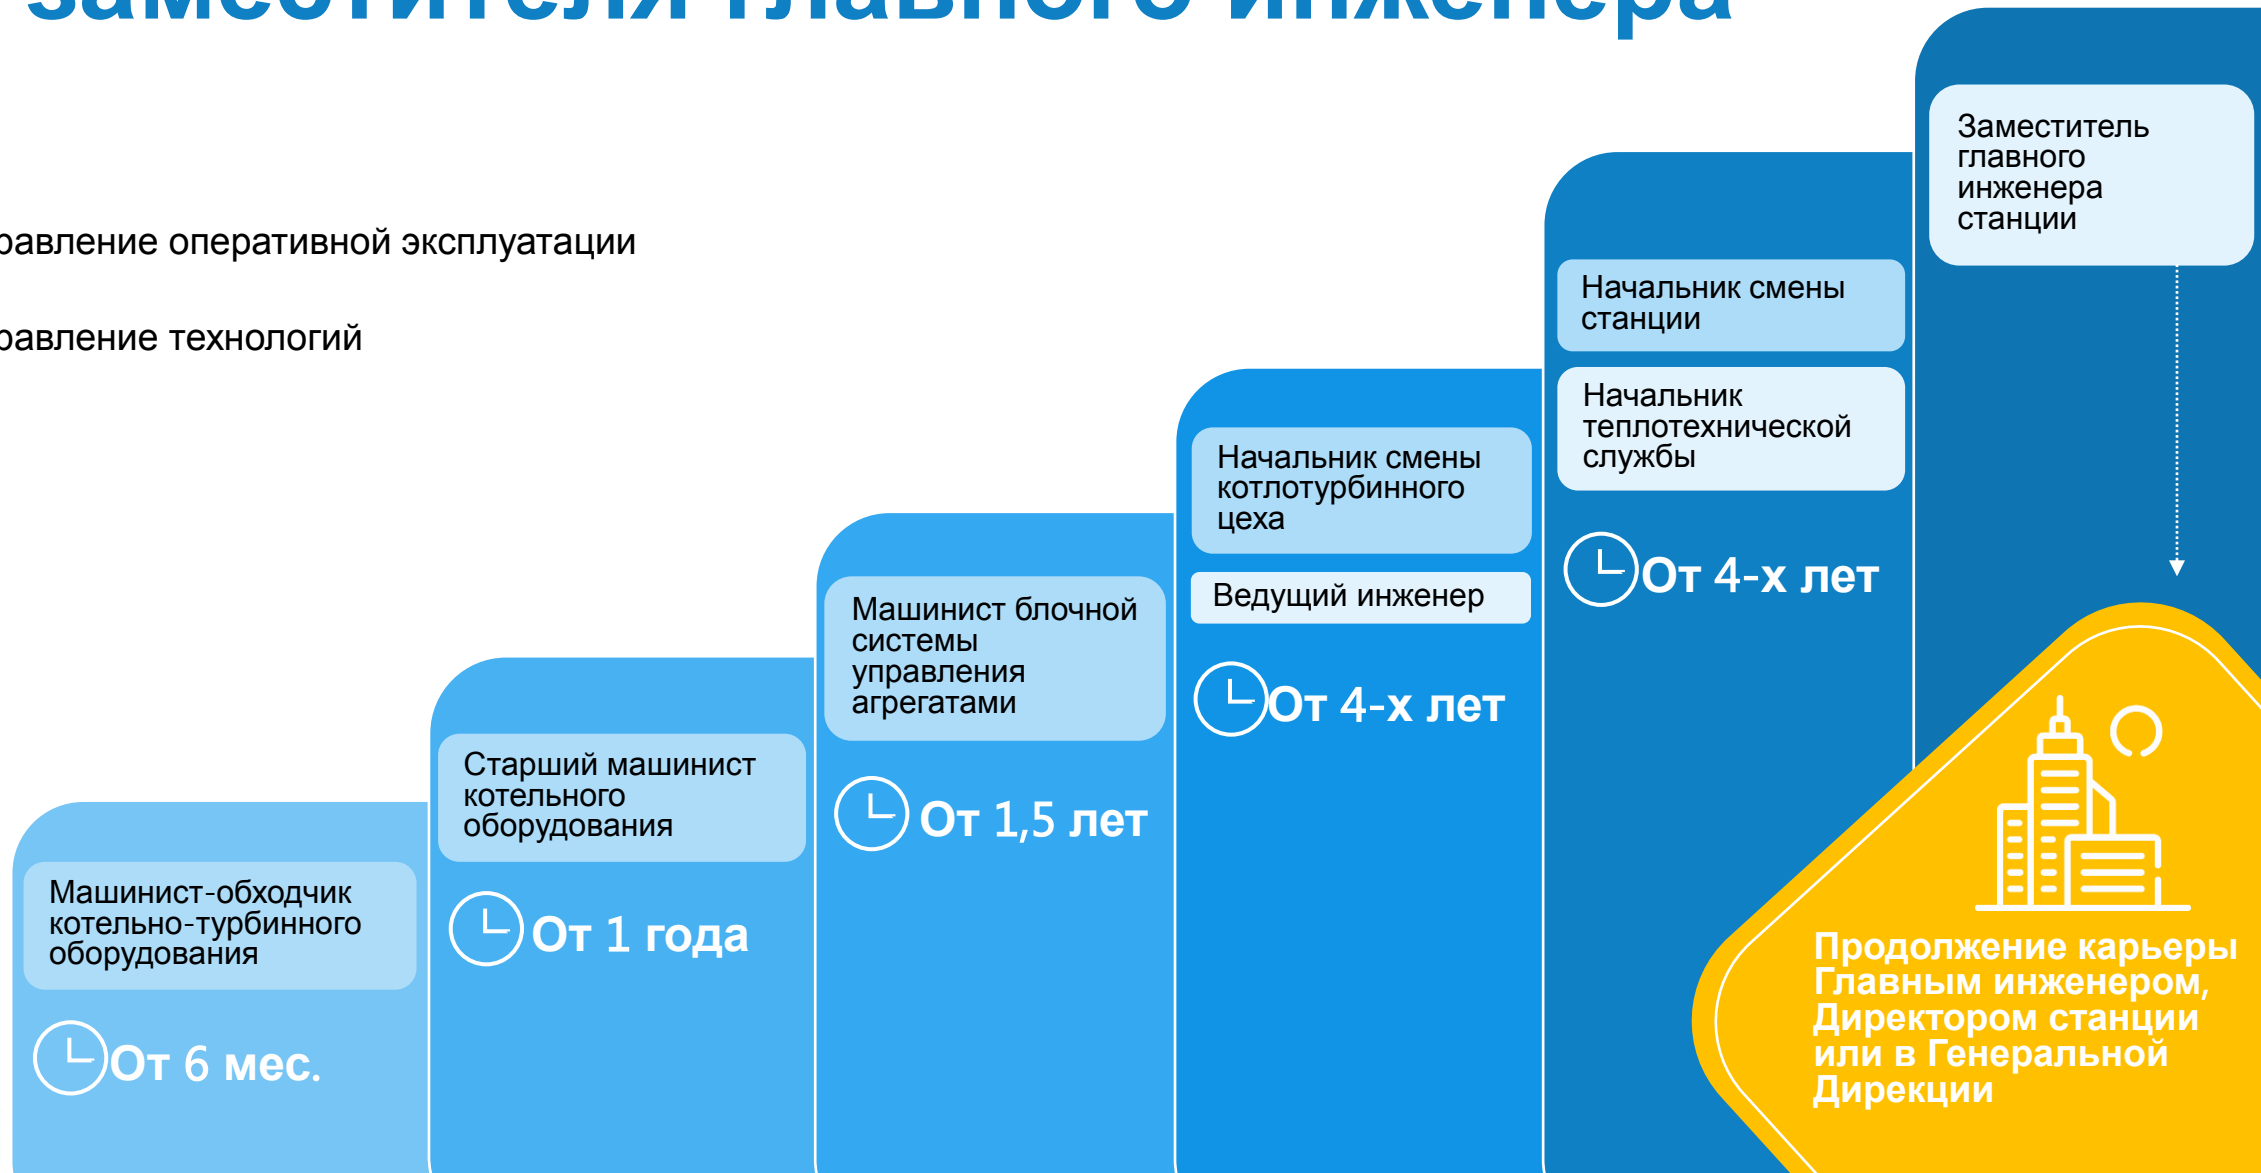 заместителя главного инженера
равление оперативной эксплуатации
равление технологий
Машинист-обходчик
котельно-турбинного
оборудования
От 6 мес.
Старший машинист
котельного
оборудования
От 1 года
Машинист блочной
системы
управления
агрегатами
От 1,5 лет
Начальник смены
котлотурбинного
цеха
Ведущий инженер
От 4-х лет
Начальник смены
станции
Начальник
теплотехнической
службы
От 4-х лет
Заместитель
главного
инженера
станции
Продолжение карьеры
Главным инженером,
Директором станции
или в Генеральной
Дирекции